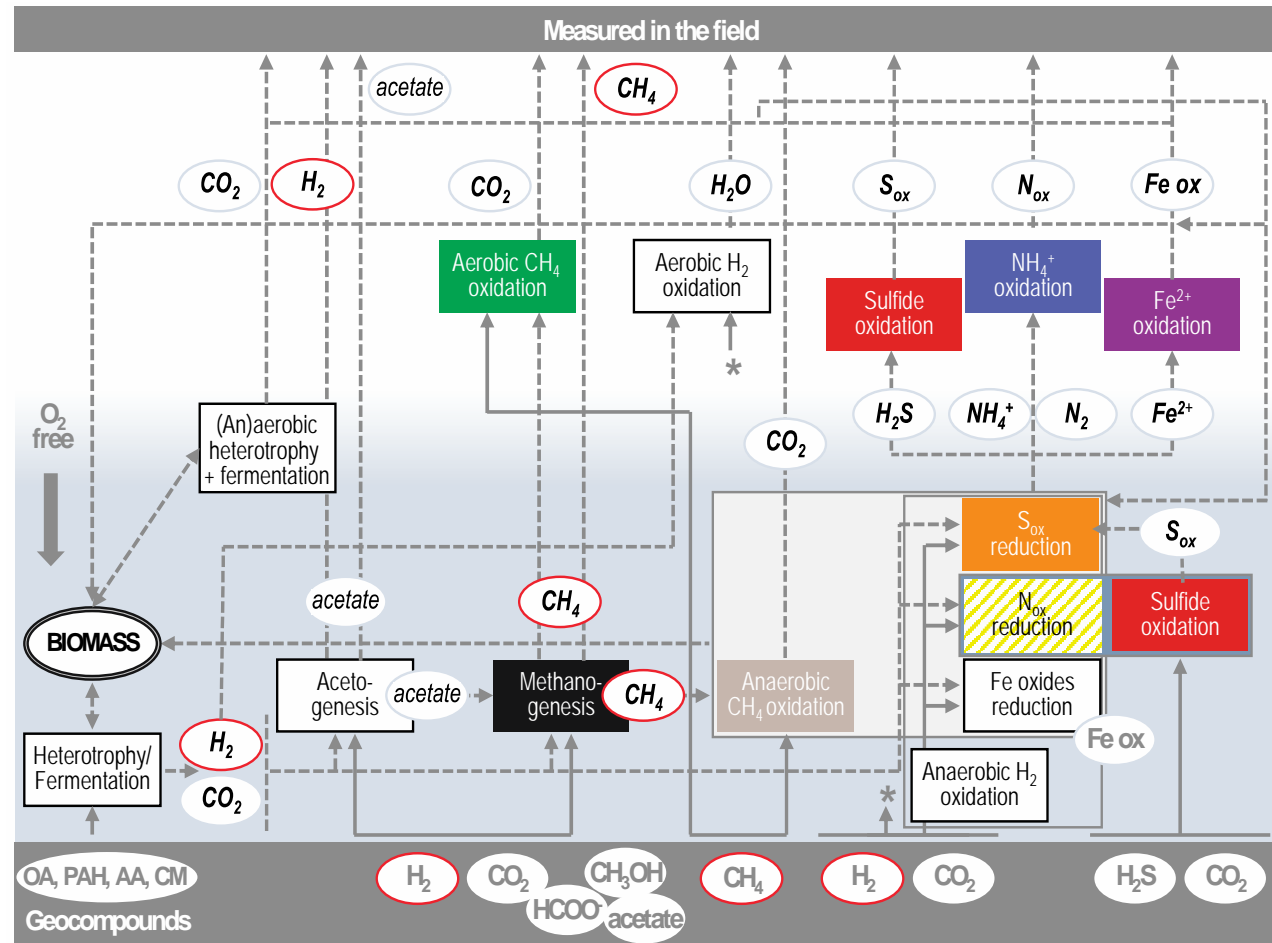 Measured in the field
acetate
CH₄
CO₂
H₂
CO₂
H₂O
Sₒₓ
Nₒₓ
Fe ox
Aerobic CH₄
oxidation
Aerobic H₂
oxidation
Sulfide
oxidation
NH₄⁺
oxidation
Fe²⁺
oxidation
*
O₂
free
(An)aerobic
heterotrophy
+ fermentation
CO₂
H₂S
NH₄⁺
N₂
Fe²⁺
Sₒₓ
reduction
Sₒₓ
BIOMASS
acetate
CH₄
Nₒₓ
reduction
Sulfide
oxidation
Aceto-
genesis
acetate
Methano-
genesis
CH₄
Anaerobic
CH₄ oxidation
Fe oxides
reduction
Fe ox
Heterotrophy/
Fermentation
H₂
CO₂
Anaerobic H₂
oxidation
*
OA, PAH, AA, CM
H₂
CO₂
CH₃OH
HCOO⁻
acetate
CH₄
H₂
CO₂
H₂S
CO₂
Geocompounds